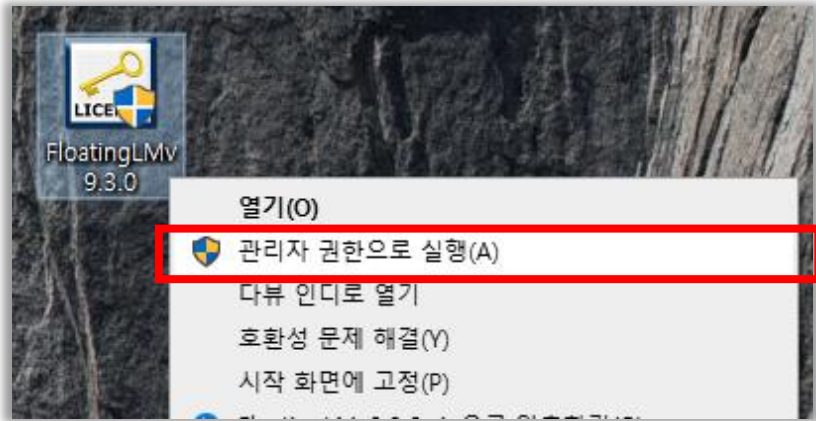 LICE
FloatingLMv
9.3.0
열기(O)
관리자 권한으로 실행(A)
다뷰 인디로 열기
호환성 문제 해결(Y)
시작 화면에 고정(P)